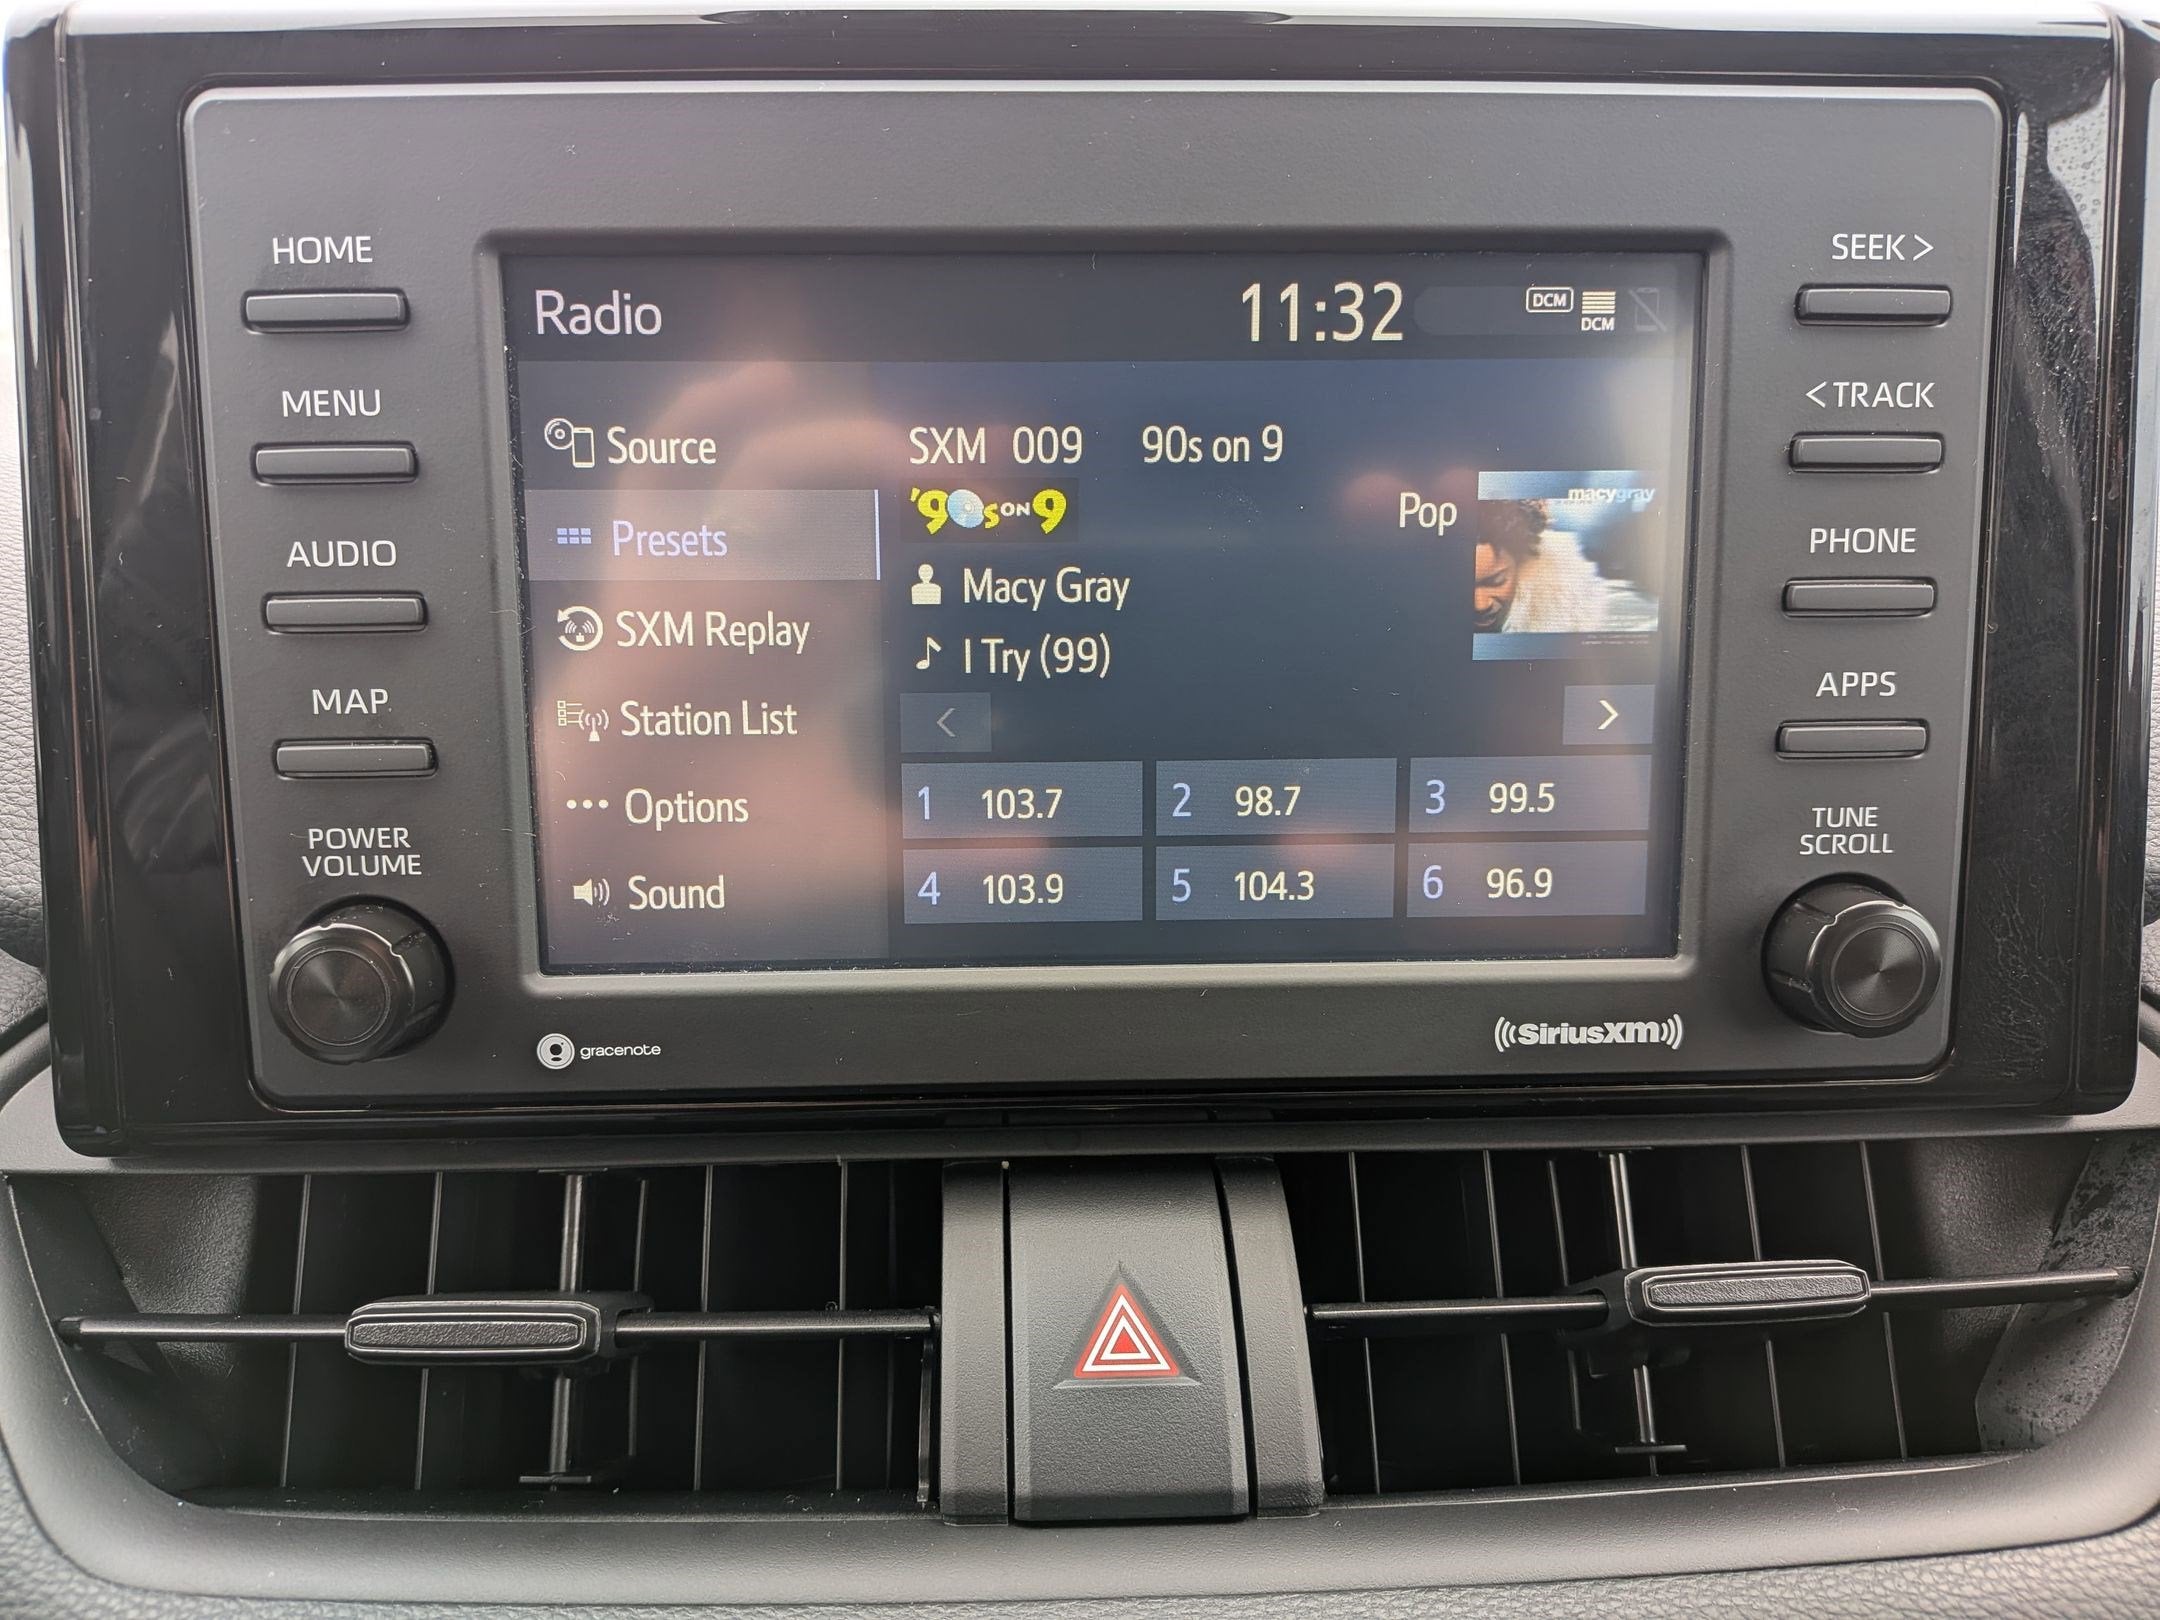 HOME
MENU
AUDIO
MAP
POWER
VOLUME
Radio
11:32
DCM
DCM
Source
Presets
SXM Replay
Station List
Options
Sound
SXM 009 90s on 9
'90s ON 9
Pop
macygray
Macy Gray
I Try (99)
<
>
1 103.7
2 98.7
3 99.5
4 103.9
5 104.3
6 96.9
SEEK >
< TRACK
PHONE
APPS
TUNE
SCROLL
gracenote
((SiriusXM))